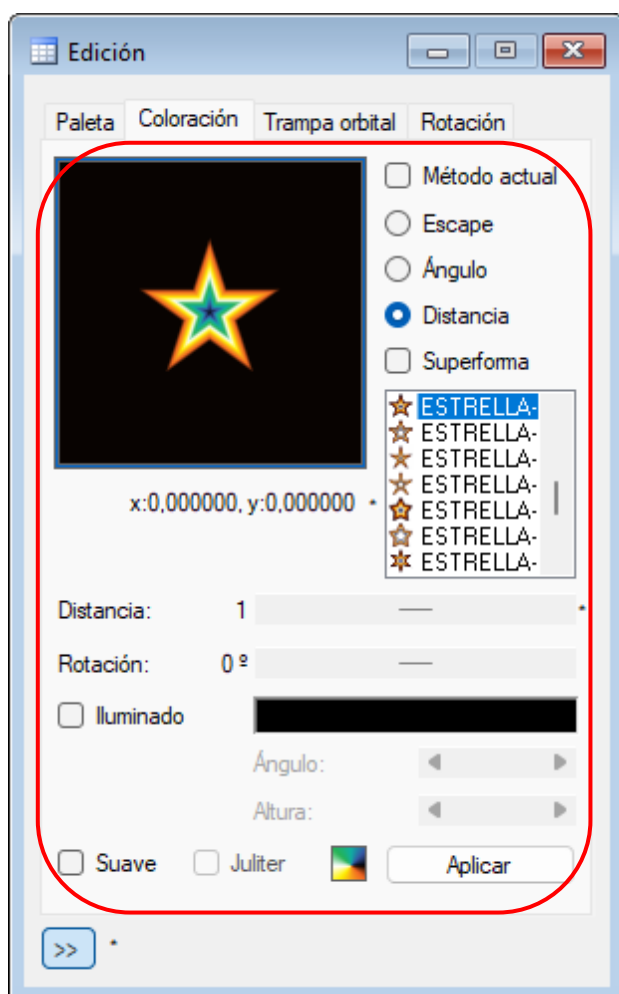 Edición
Paleta Coloración Trampa orbital Rotación
Método actual
Escape
Ángulo
Distancia
Superforma
ESTRELLA-
ESTRELLA-
ESTRELLA-
ESTRELLA-
ESTRELLA-
ESTRELLA-
ESTRELLA-
x:0,000000, y:0,000000 *
Distancia: 1 *
Rotación: 0 º
Iluminado
Ángulo:
Altura:
Suave Juliter Aplicar
>> *